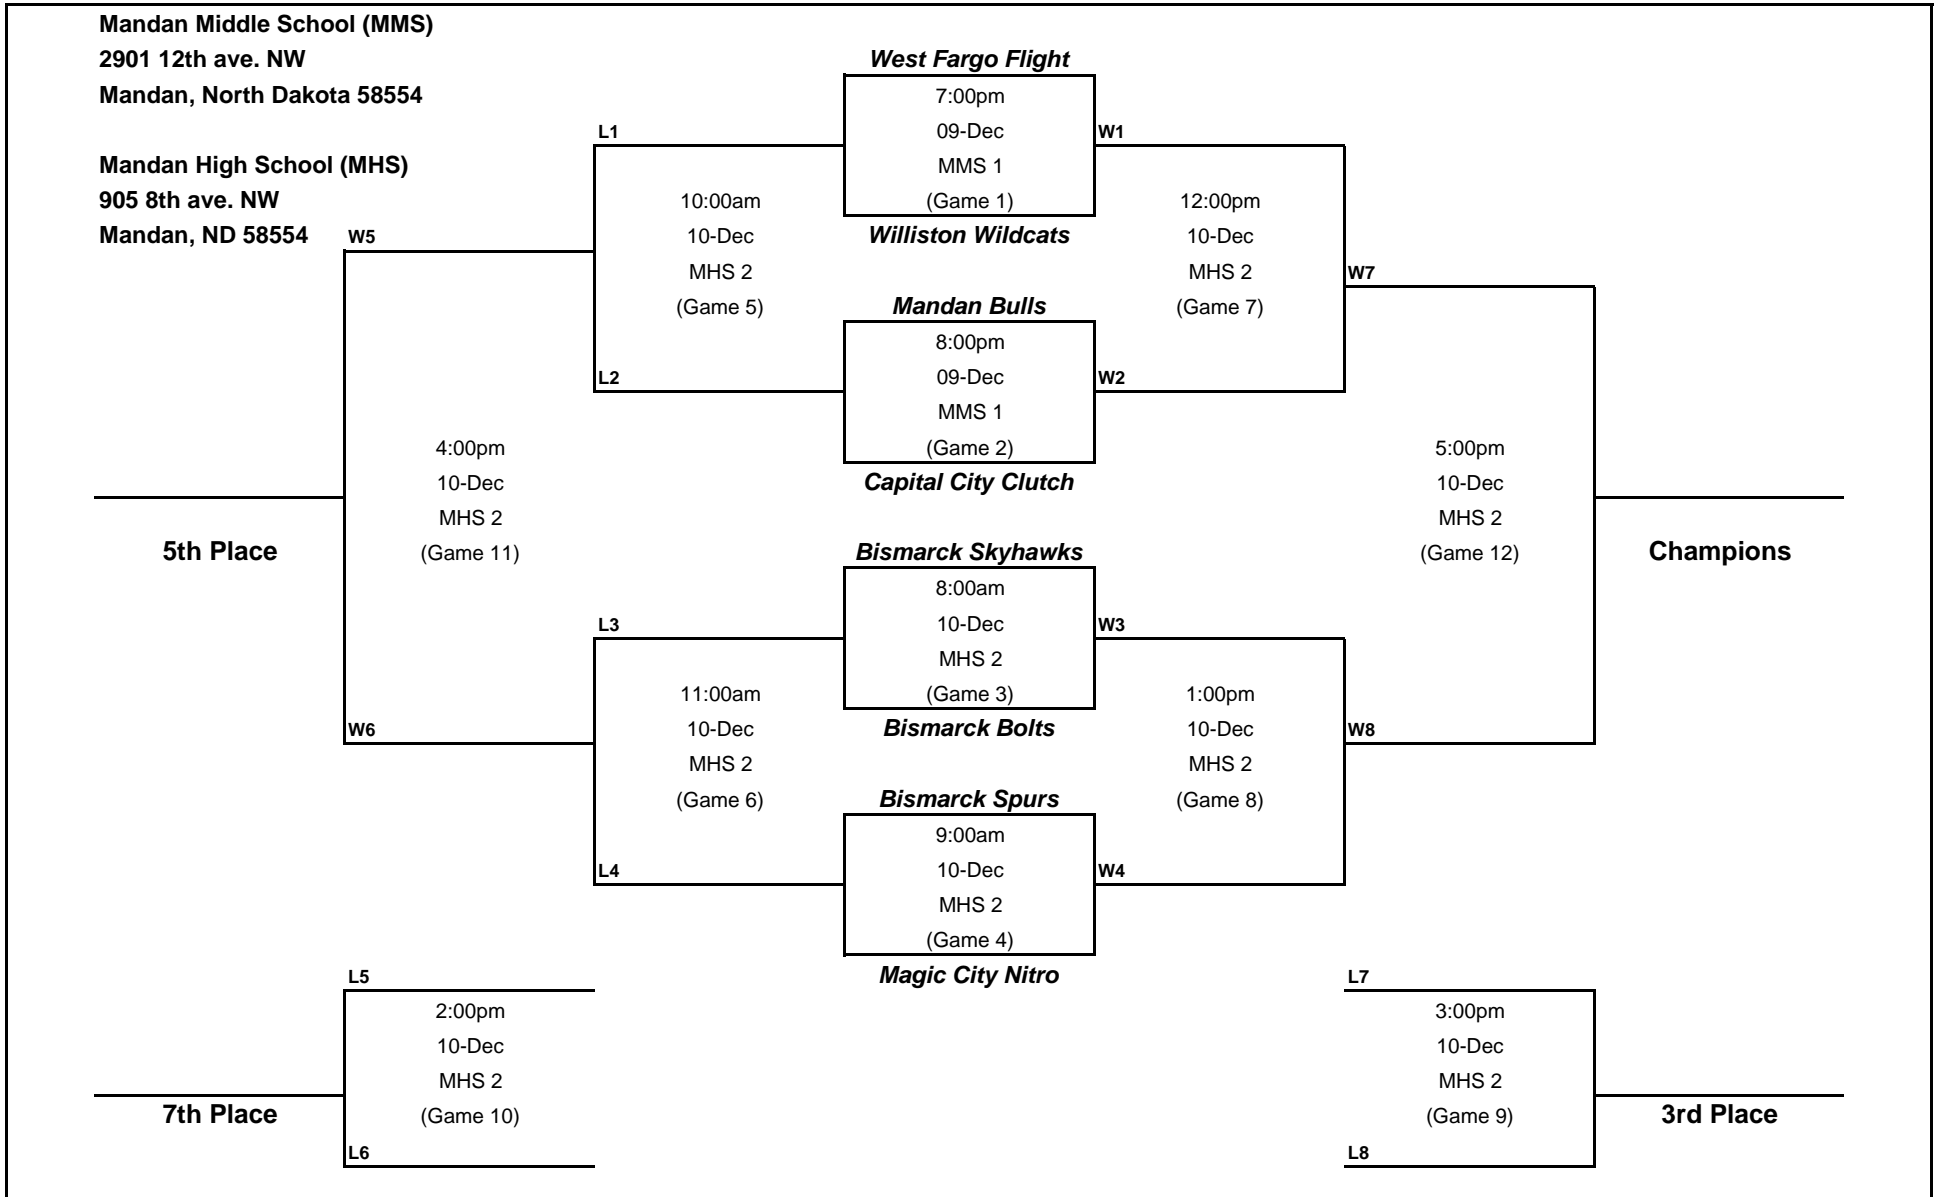 Mandan Middle School (MMS)
2901 12th ave. NW
Mandan, North Dakota 58554
Mandan High School (MHS)
905 8th ave. NW
Mandan, ND 58554
West Fargo Flight
7:00pm
09-Dec
MMS 1
(Game 1)
Williston Wildcats
L1
W1
10:00am
10-Dec
MHS 2
(Game 5)
12:00pm
10-Dec
MHS 2
(Game 7)
W5
W7
Mandan Bulls
8:00pm
09-Dec
MMS 1
(Game 2)
Capital City Clutch
L2
W2
4:00pm
10-Dec
MHS 2
(Game 11)
5th Place
5:00pm
10-Dec
MHS 2
(Game 12)
Champions
Bismarck Skyhawks
8:00am
10-Dec
MHS 2
(Game 3)
Bismarck Bolts
L3
W3
11:00am
10-Dec
MHS 2
(Game 6)
1:00pm
10-Dec
MHS 2
(Game 8)
W6
W8
Bismarck Spurs
9:00am
10-Dec
MHS 2
(Game 4)
Magic City Nitro
L4
W4
L5
2:00pm
10-Dec
MHS 2
(Game 10)
7th Place
L6
L7
3:00pm
10-Dec
MHS 2
(Game 9)
3rd Place
L8